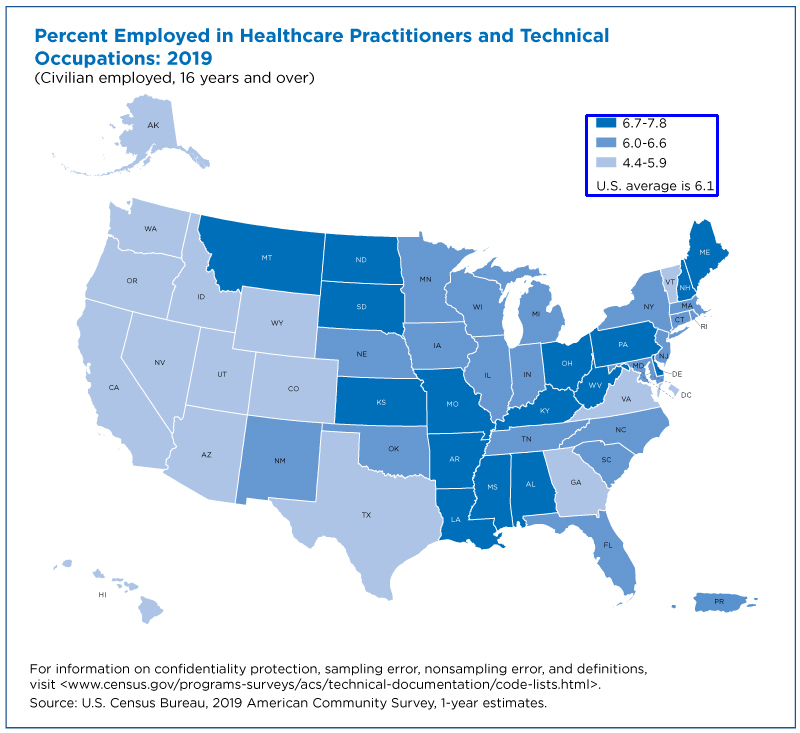 Percent Employed in Healthcare Practitioners and Technical
Occupations: 2019
(Civilian employed, 16 years and over)
AK
6.7-7.8
6.0-6.6
4.4-5.9
U.S. average is 6.1
WA
MT
ND
ME
OR
ID
MN
VT
NH
SD
WI
NY
MA
WY
MI
CT
RI
IA
PA
NE
NJ
NV
UT
IL
IN
OH
MD
DE
CO
WV
DC
CA
KS
MO
KY
VA
NC
TN
AZ
NM
OK
AR
SC
MS
AL
GA
TX
LA
FL
HI
PR
For information on confidentiality protection, sampling error, nonsampling error, and definitions,
visit <www.census.gov/programs-surveys/acs/technical-documentation/code-lists.html>.
Source: U.S. Census Bureau, 2019 American Community Survey, 1-year estimates.